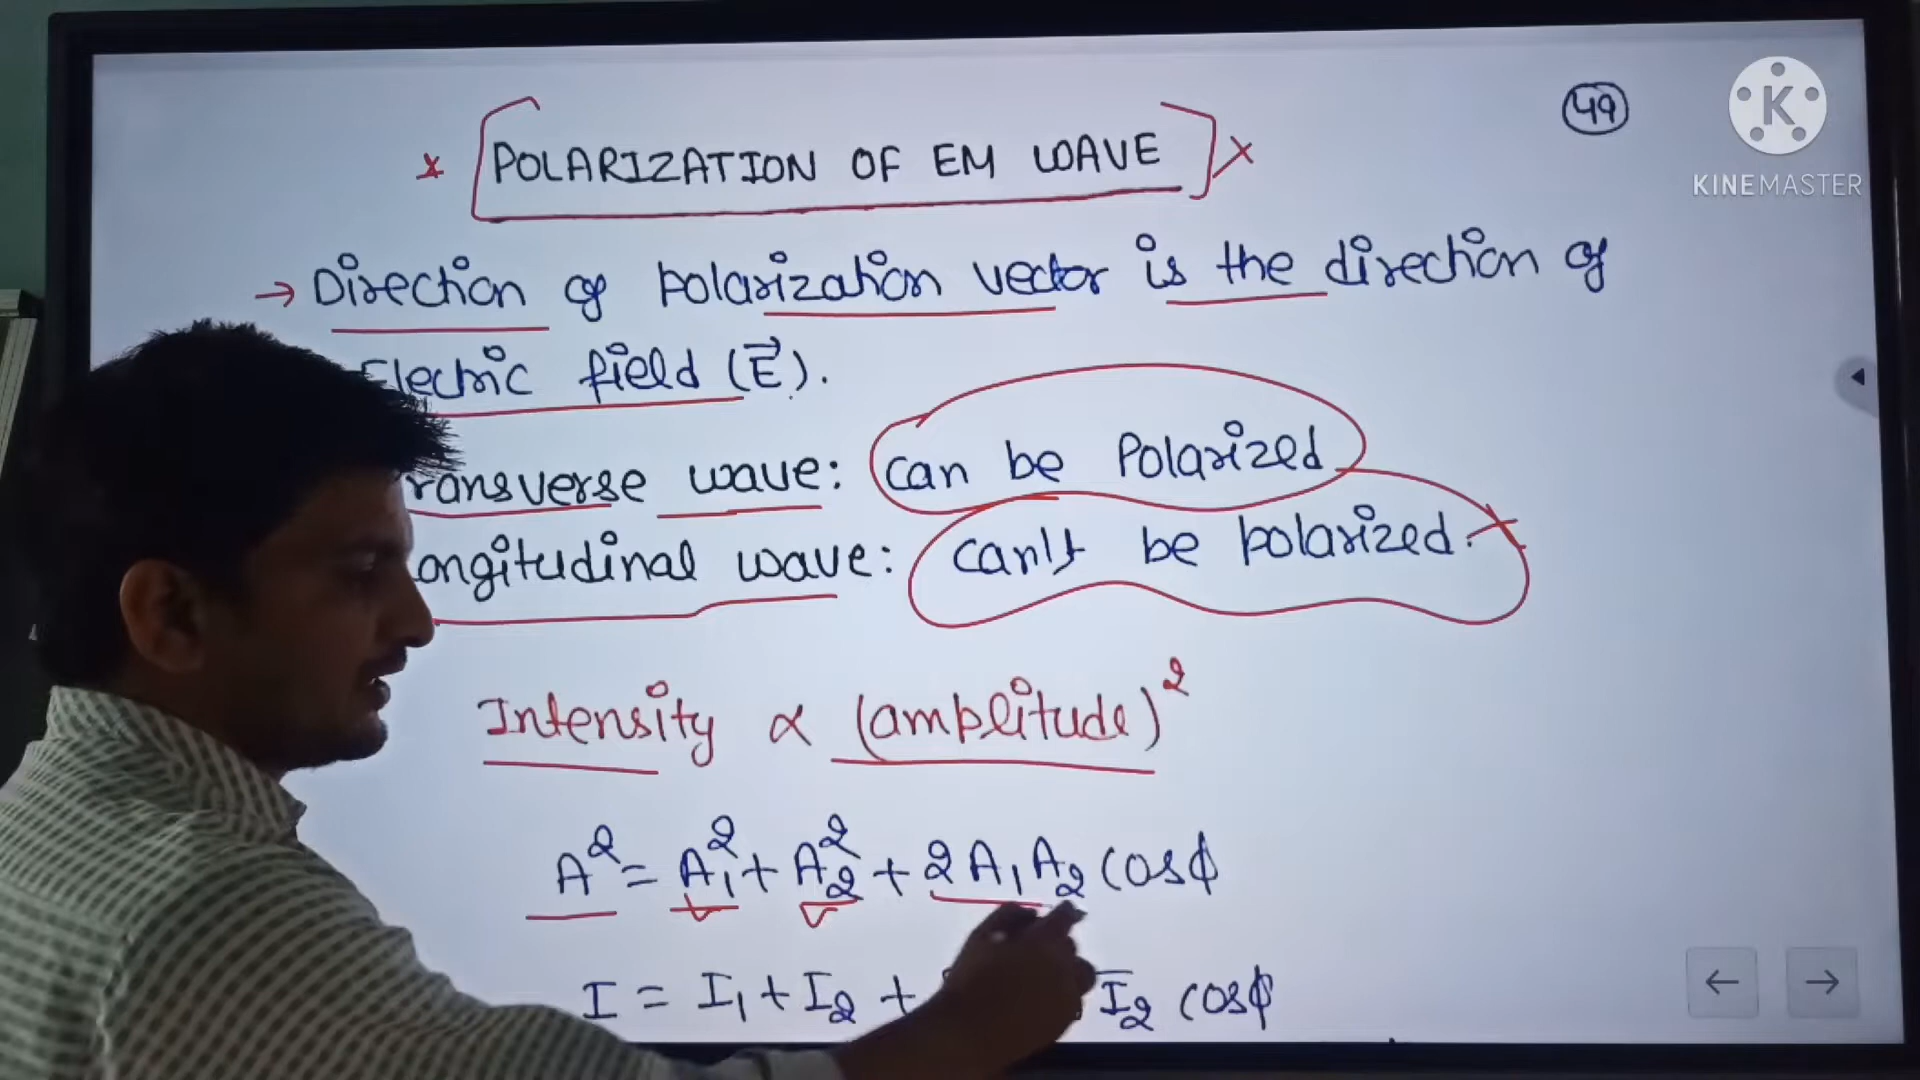 49
KINEMASTER
POLARIZATION OF EM WAVE
→ Direction of polarization vector is the direction of
Electric field (E⃗).
ransverse wave: can be Polarized
ongitudinal wave: can't be polarized.
Intensity ∝ (amplitude)²
A² = A₁² + A₂² + 2A₁A₂ cosϕ
I = I₁ + I₂ + I₂ cosϕ